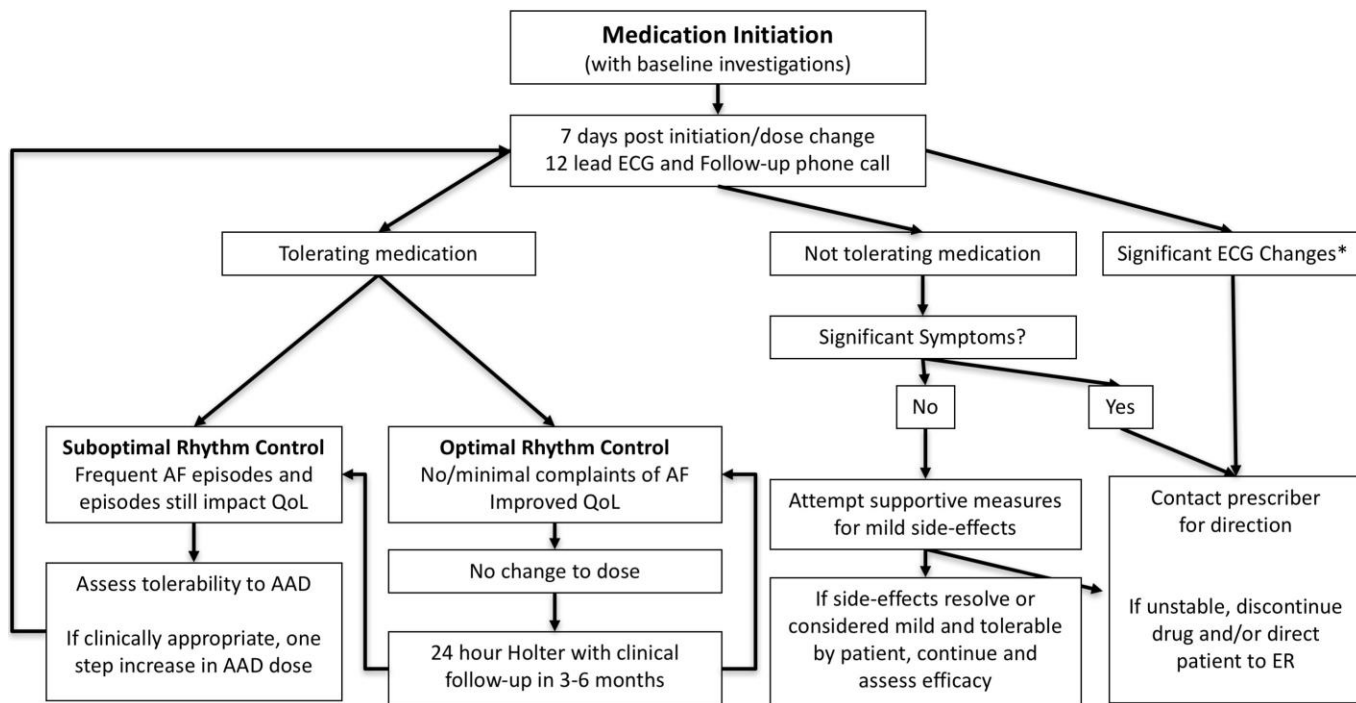 Medication Initiation
(with baseline investigations)
7 days post initiation/dose change
12 lead ECG and Follow-up phone call
Tolerating medication
Not tolerating medication
Significant ECG Changes*
Significant Symptoms?
No
Yes
Suboptimal Rhythm Control
Frequent AF episodes and
episodes still impact QoL
Optimal Rhythm Control
No/minimal complaints of AF
Improved QoL
Attempt supportive measures
for mild side-effects
Contact prescriber
for direction
If unstable, discontinue
drug and/or direct
patient to ER
Assess tolerability to AAD
If clinically appropriate, one
step increase in AAD dose
No change to dose
24 hour Holter with clinical
follow-up in 3-6 months
If side-effects resolve or
considered mild and tolerable
by patient, continue and
assess efficacy